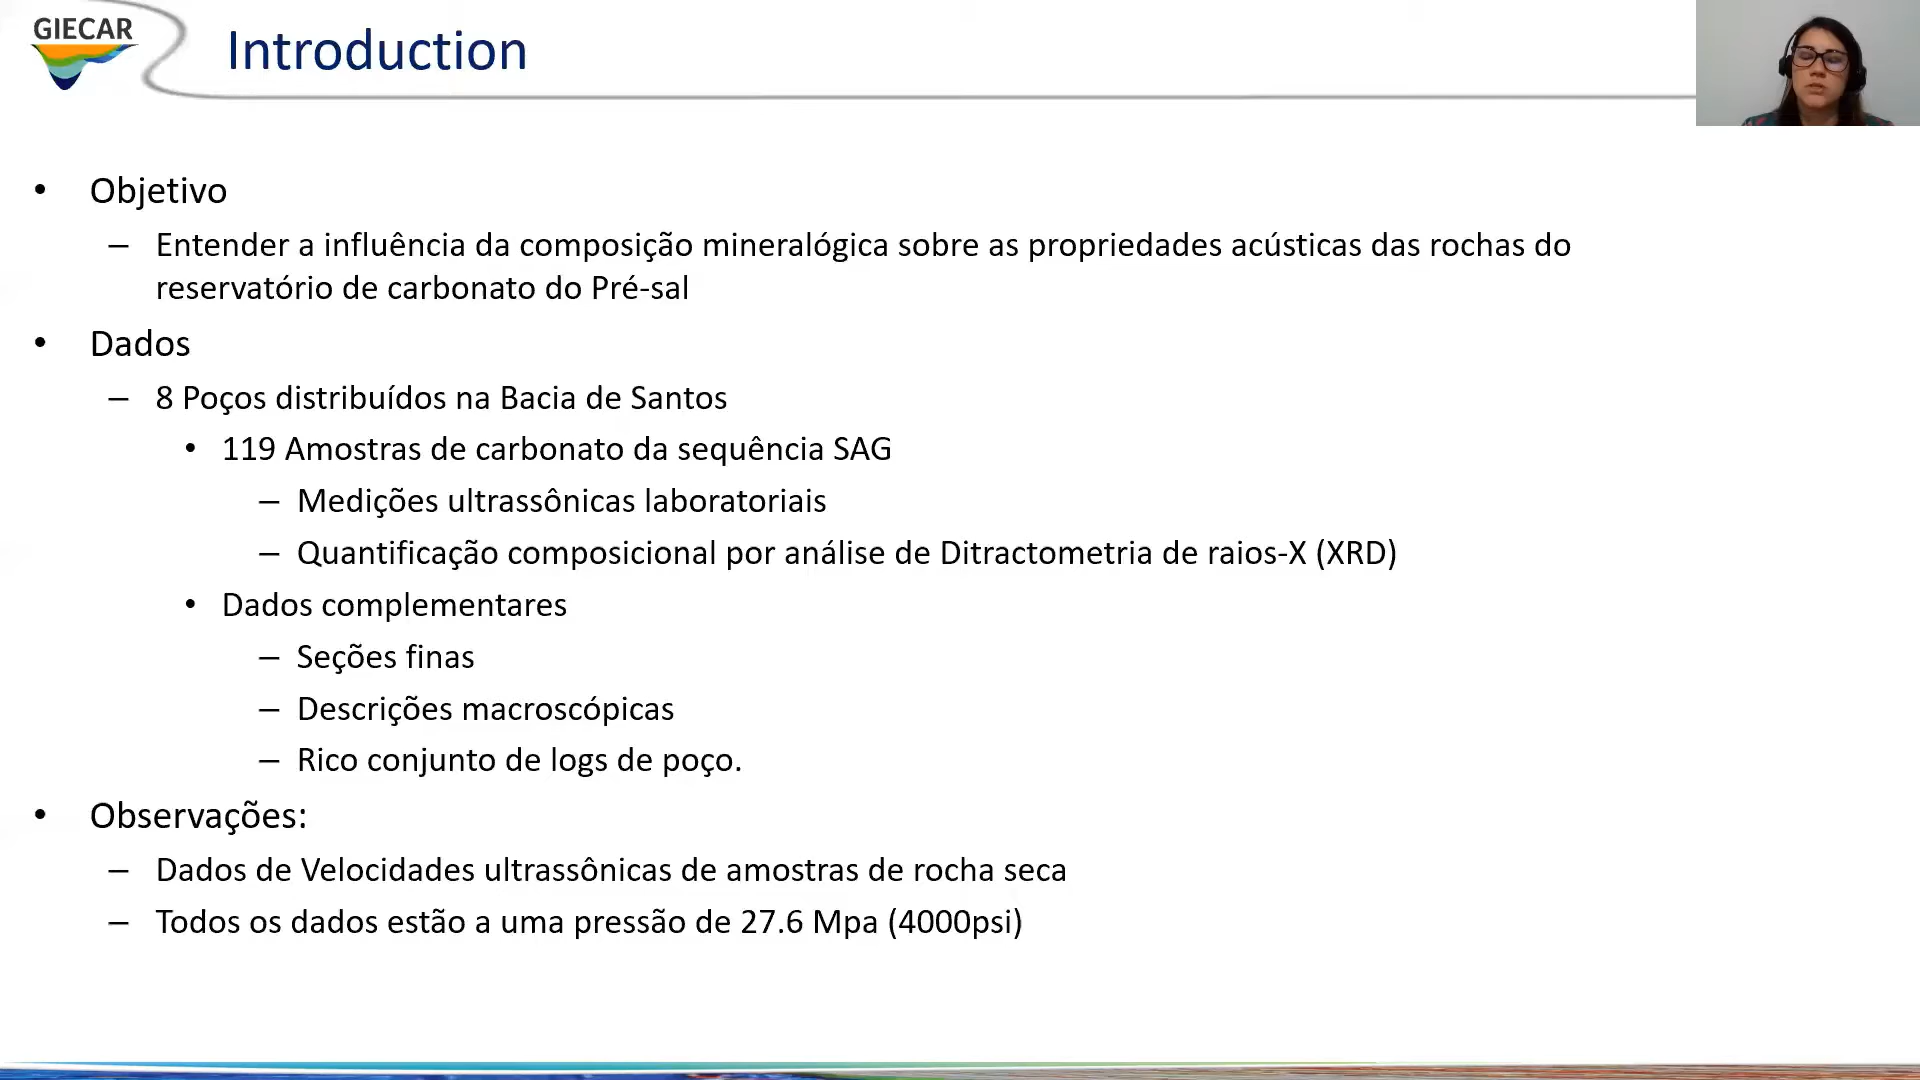 GIECAR
Introduction
• Objetivo
– Entender a influência da composição mineralógica sobre as propriedades acústicas das rochas do
reservatório de carbonato do Pré-sal
• Dados
– 8 Poços distribuídos na Bacia de Santos
• 119 Amostras de carbonato da sequência SAG
– Medições ultrassônicas laboratoriais
– Quantificação composicional por análise de Ditractometria de raios-X (XRD)
• Dados complementares
– Seções finas
– Descrições macroscópicas
– Rico conjunto de logs de poço.
• Observações:
– Dados de Velocidades ultrassônicas de amostras de rocha seca
– Todos os dados estão a uma pressão de 27.6 Mpa (4000psi)